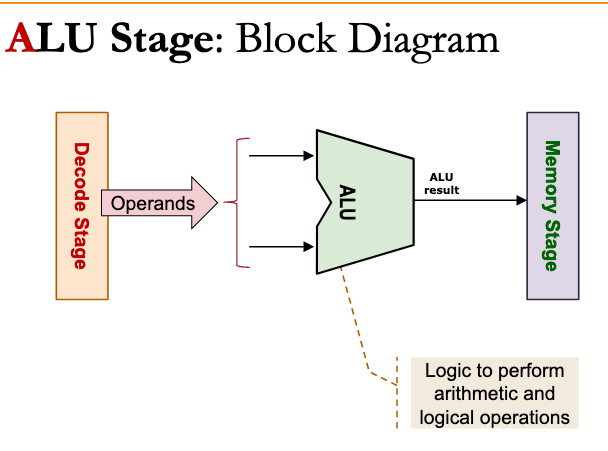 ALU Stage: Block Diagram
Decode Stage
Operands
ALU
ALU
result
Memory Stage
Logic to perform
arithmetic and
logical operations